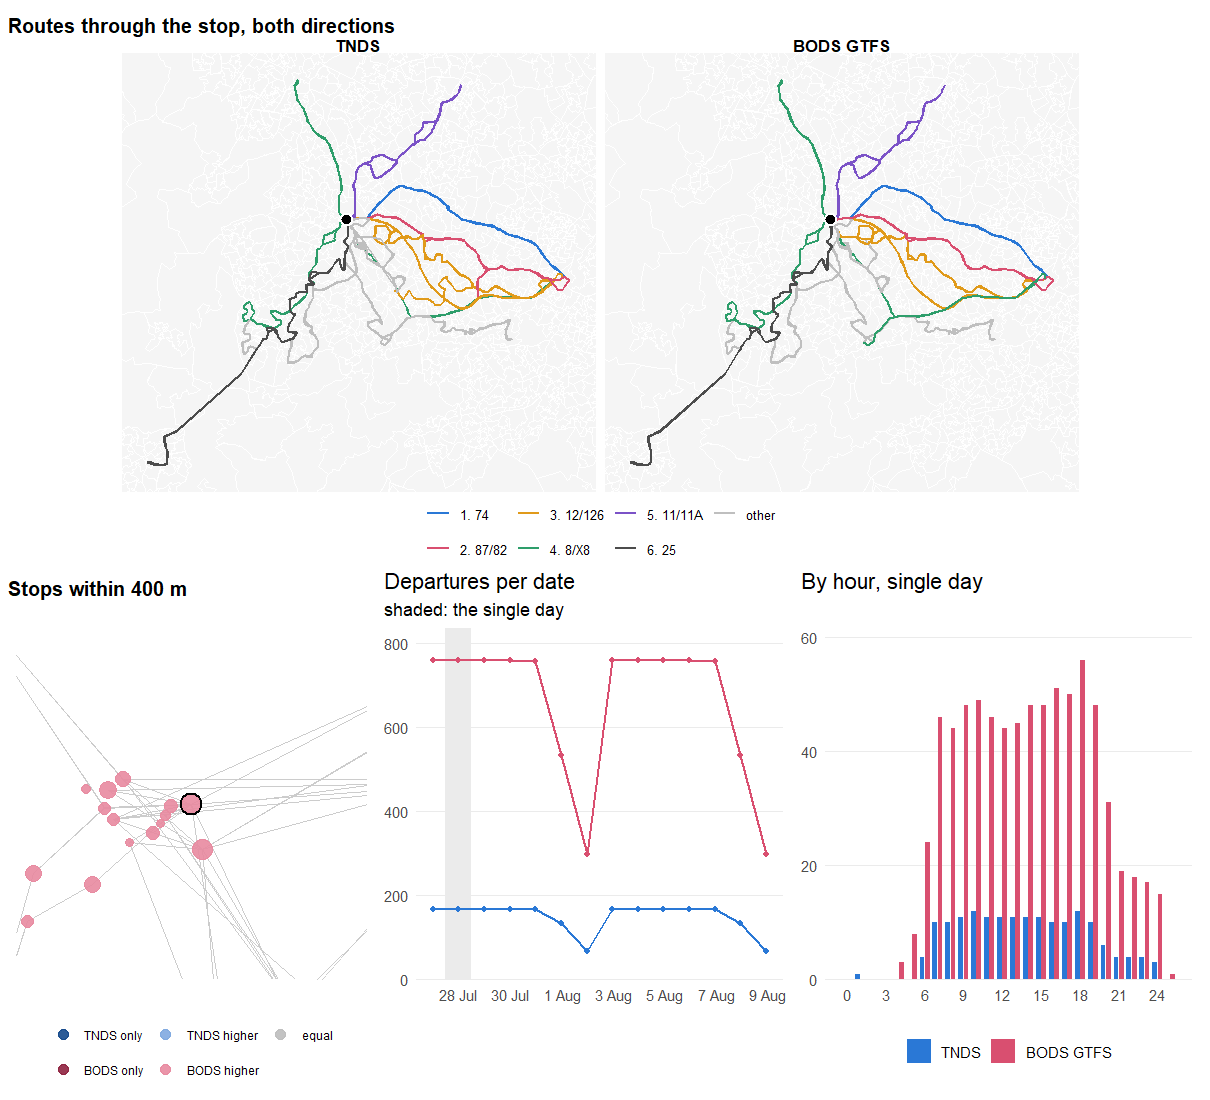 Routes through the stop, both directions
TNDS
BODS GTFS
1. 74
3. 12/126
5. 11/11A
other
2. 87/82
4. 8/X8
6. 25
Stops within 400 m
TNDS only
TNDS higher
equal
BODS only
BODS higher
Departures per date
shaded: the single day
800
600
400
200
0
28 Jul
30 Jul
1 Aug
3 Aug
5 Aug
7 Aug
9 Aug
By hour, single day
60
40
20
0
0
3
6
9
12
15
18
21
24
TNDS
BODS GTFS